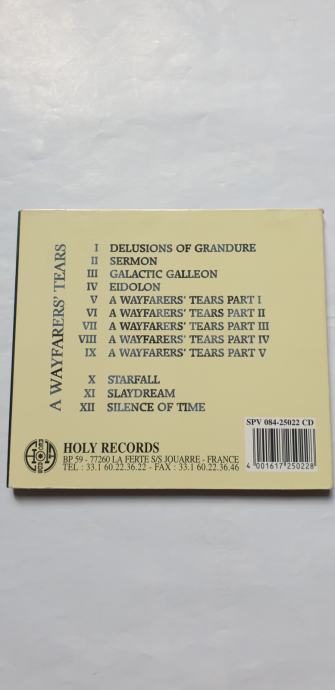 A WAYFARERS' TEARS
I DELUSIONS OF GRANDURE
II SERMON
III GALACTIC GALLEON
IV EIDOLON
V A WAYFARERS' TEARS PART I
VI A WAYFARERS' TEARS PART II
VII A WAYFARERS' TEARS PART III
VIII A WAYFARERS' TEARS PART IV
IX A WAYFARERS' TEARS PART V
X STARFALL
XI SLAYDREAM
XII SILENCE OF TIME
SPV 084-25022 CD
HOLY RECORDS
BP 59 - 77260 LA FERTE S/S JOUARRE - FRANCE
TEL : 33.1 60.22.36.22 - FAX : 33.1 60.22.36.46
4 001617 250228